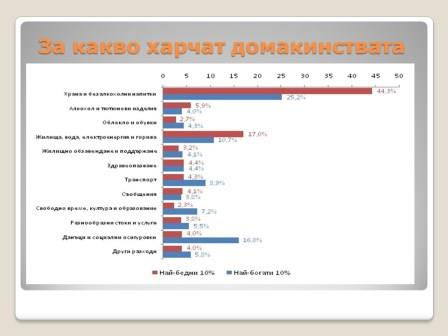 За какво харчат домакинствата
0 5 10 15 20 25 30 35 40 45 50
Храна и безалкохолни напитки 44,3% 25,2%
Алкохол и тютюневи изделия 5,9% 4,0%
Облекло и обувки 2,7% 4,3%
Жилища, вода, електроенергия и горива 17,0% 10,7%
Жилищно обзавеждане и поддържане 3,2% 4,1%
Здравеопазване 4,4% 4,4%
Транспорт 4,3% 8,9%
Съобщения 4,1% 3,8%
Свободно време, култура и образование 2,3% 7,2%
Разнообразни стоки и услуги 3,8% 5,5%
Данъци и социални осигуровки 4,0% 16,0%
Други разходи 4,0% 5,8%
Най-бедни 10% Най-богати 10%